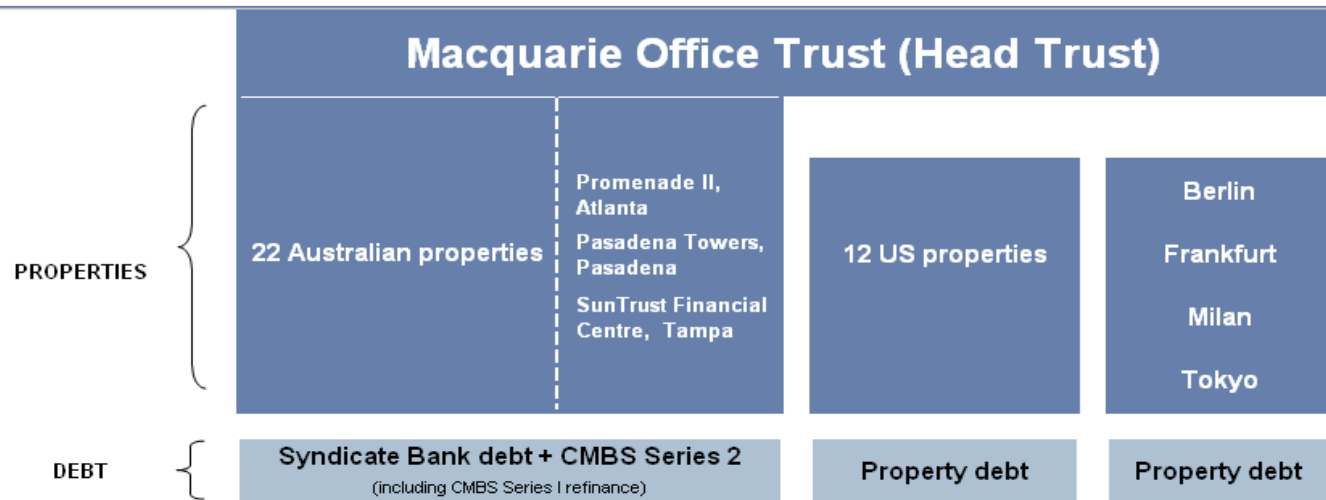 Macquarie Office Trust (Head Trust)
PROPERTIES
22 Australian properties
Promenade II,
Atlanta
Pasadena Towers,
Pasadena
SunTrust Financial
Centre, Tampa
12 US properties
Berlin
Frankfurt
Milan
Tokyo
DEBT
Syndicate Bank debt + CMBS Series 2
(including CMBS Series I refinance)
Property debt
Property debt